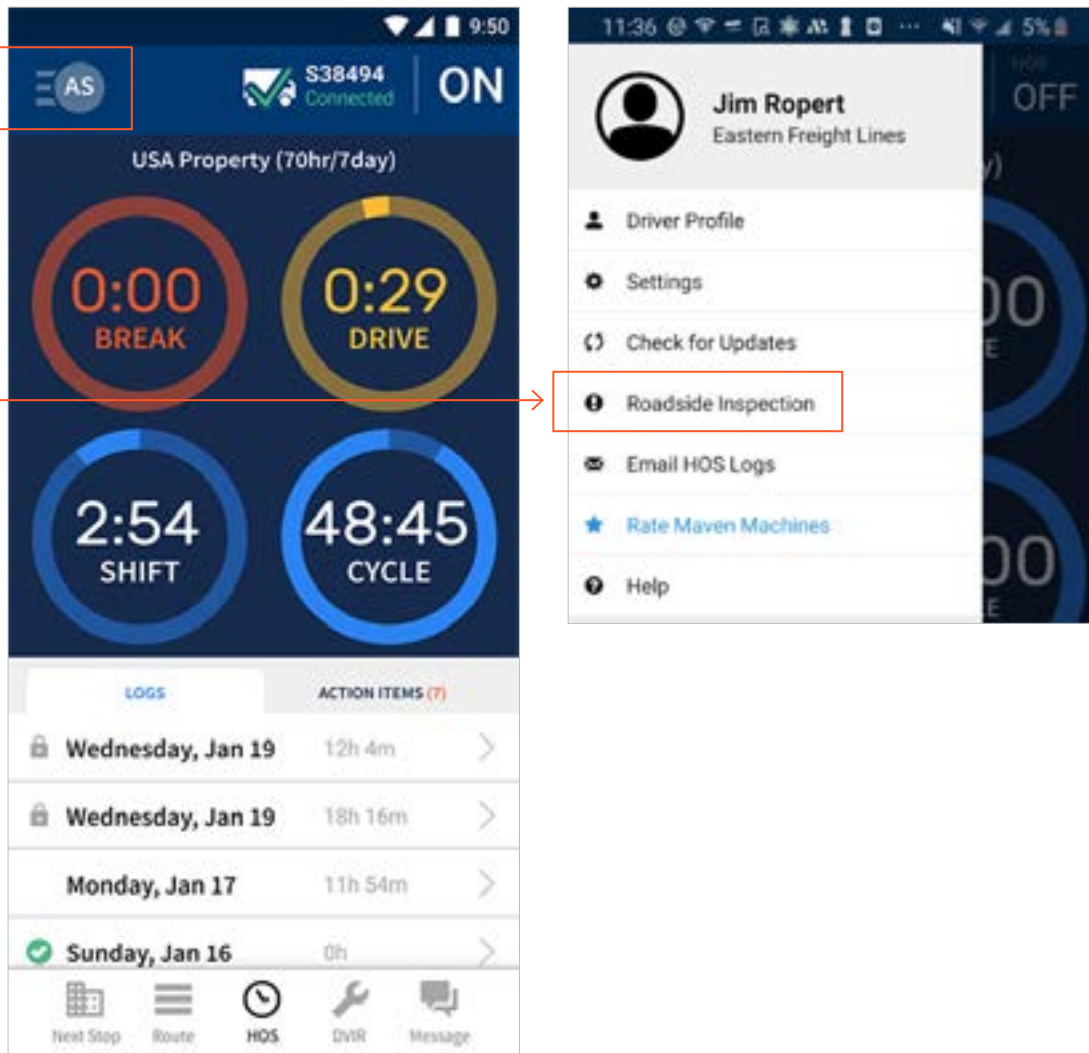 9:50
AS
S38494
Connected
ON
USA Property (70hr/7day)
0:00
BREAK
0:29
DRIVE
2:54
SHIFT
48:45
CYCLE
LOGS
ACTION ITEMS (7)
Wednesday, Jan 19 12h 4m
Wednesday, Jan 19 18h 16m
Monday, Jan 17 11h 54m
Sunday, Jan 16 0h
Next Stop Route HOS DVIR Message
11:36
5%
HOS
OFF
Jim Ropert
Eastern Freight Lines
y)
Driver Profile
Settings
Check for Updates
Roadside Inspection
Email HOS Logs
Rate Maven Machines
Help
00
E
00
E